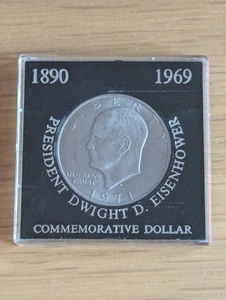 1890 1969
LIBERTY
IN GOD WE TRUST
1971
PRESIDENT DWIGHT D. EISENHOWER
COMMEMORATIVE DOLLAR